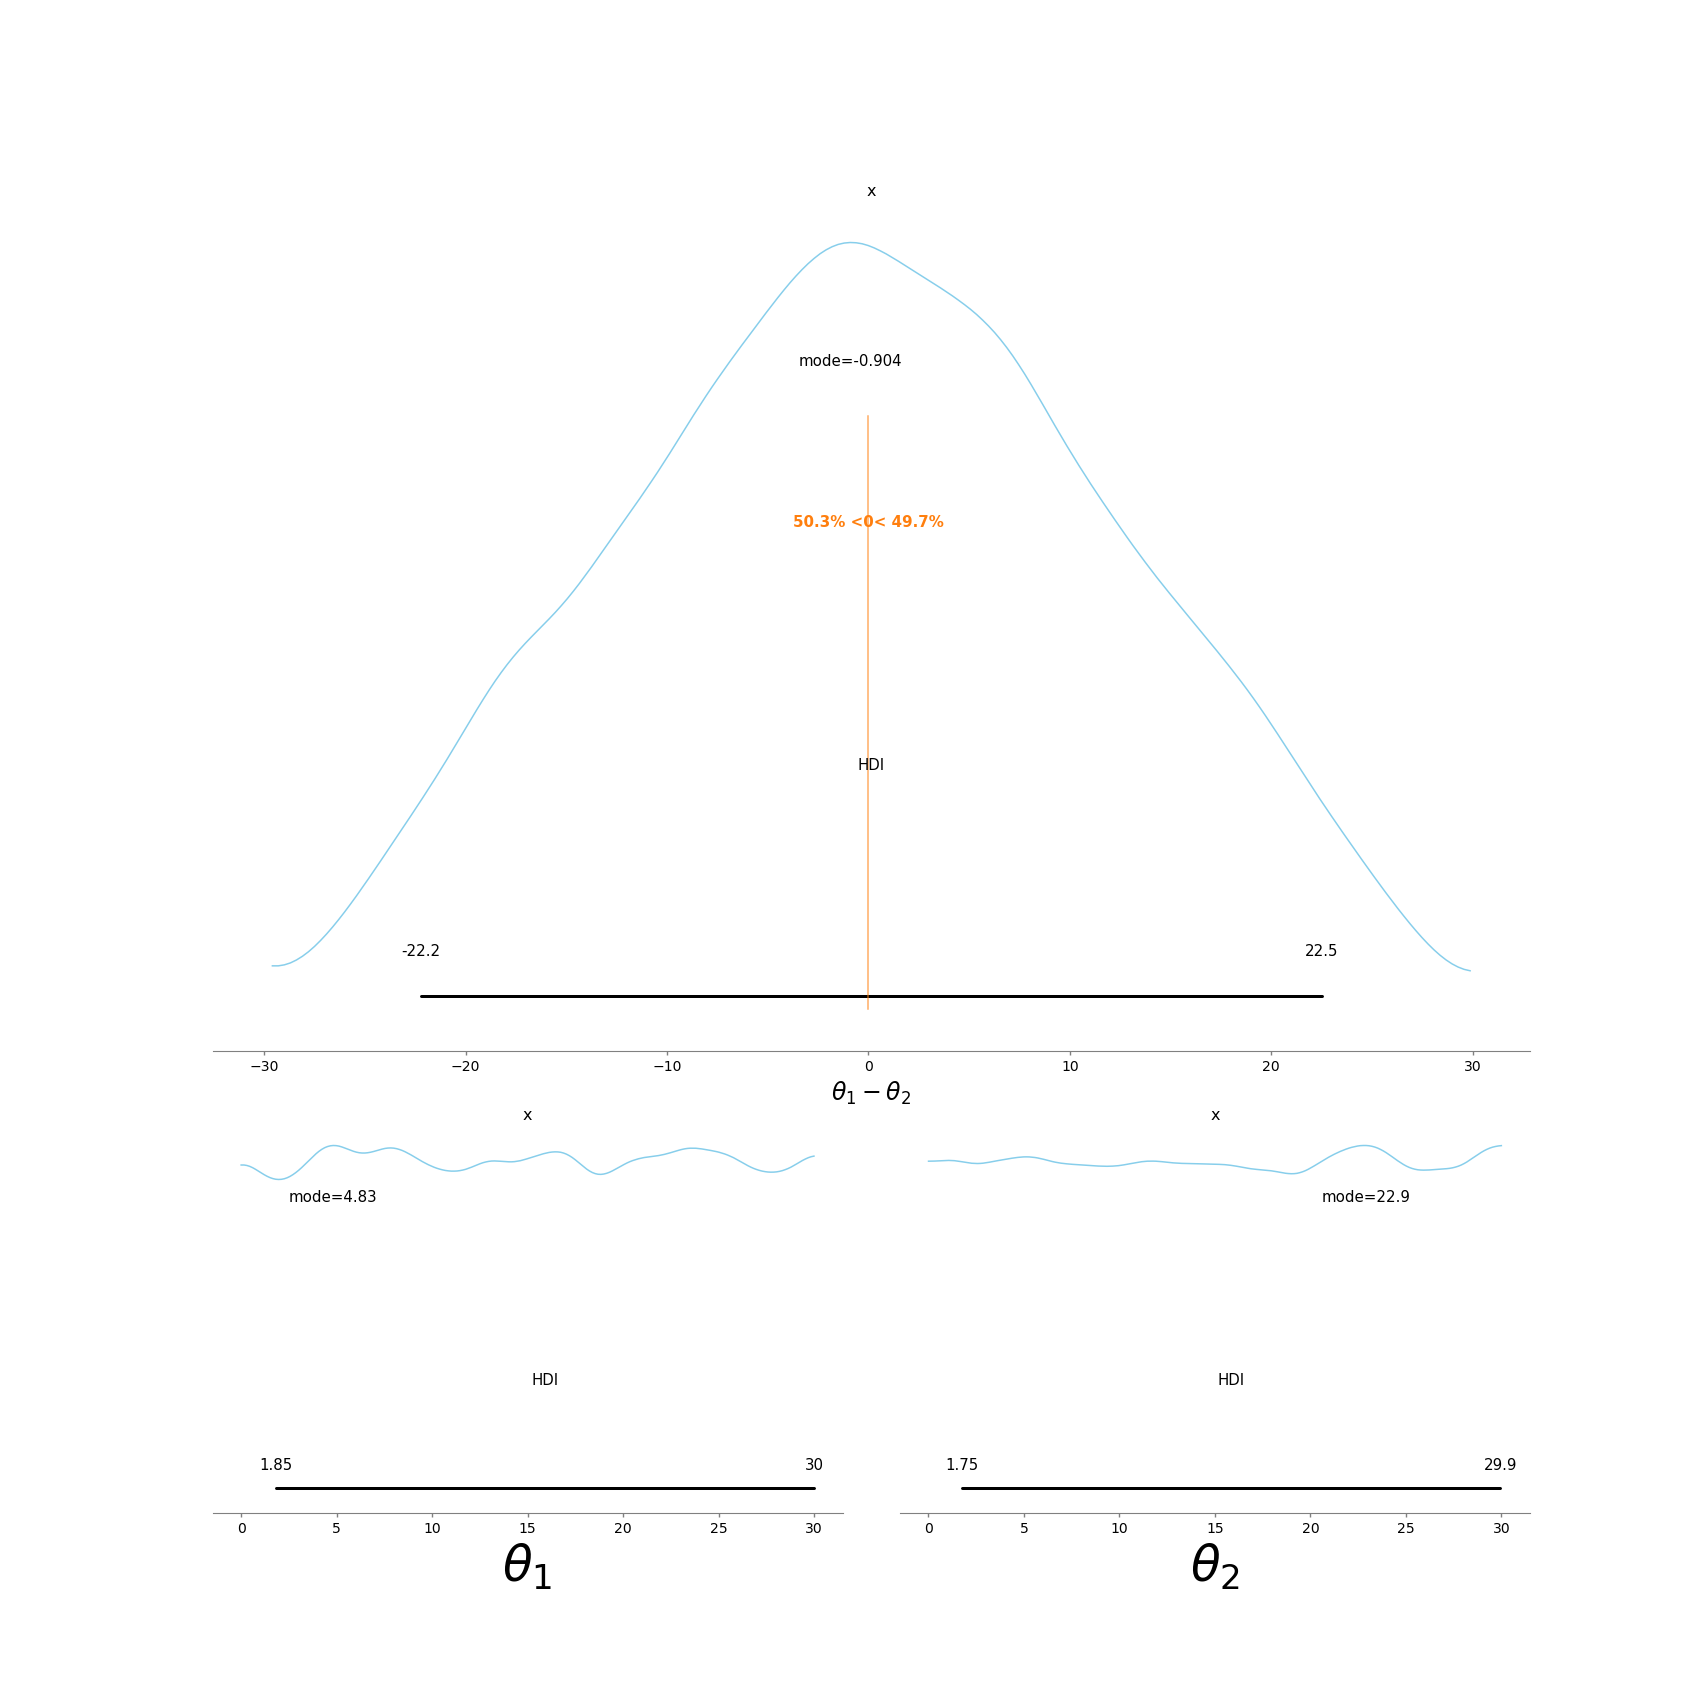 x
mode=-0.904
50.3% <0< 49.7%
HDI
-22.2 22.5
−30 −20 −10 0 10 20 30
θ₁ − θ₂
x x
mode=4.83 mode=22.9
HDI HDI
1.85 30 1.75 29.9
0 5 10 15 20 25 30 0 5 10 15 20 25 30
θ₁ θ₂